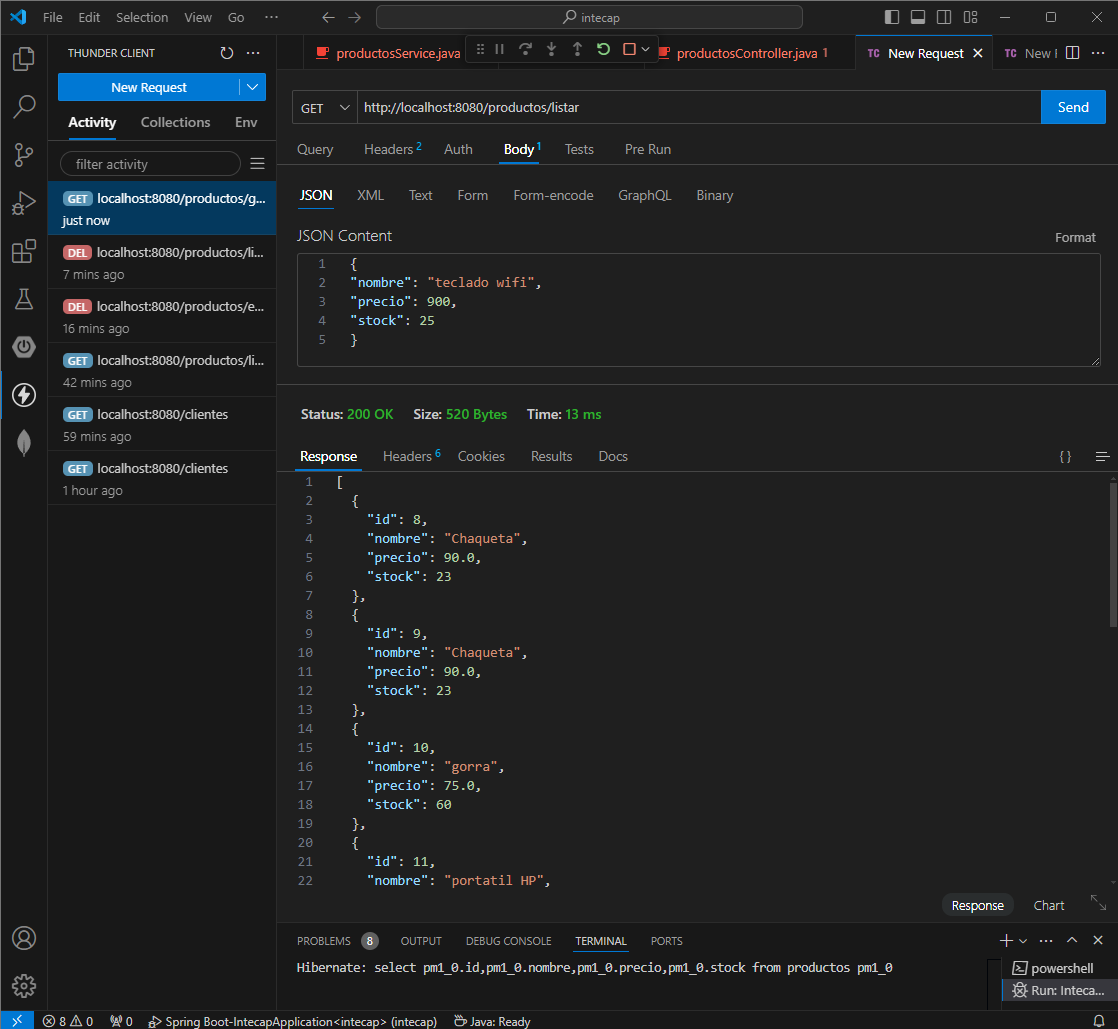 File Edit Selection View Go ··· intecap
THUNDER CLIENT ···
productosService.java productosController.java 1 TC New Request TC New ···
New Request
Activity Collections Env
filter activity
GET localhost:8080/productos/g...
just now
DEL localhost:8080/productos/li...
7 mins ago
DEL localhost:8080/productos/e...
16 mins ago
GET localhost:8080/productos/li...
42 mins ago
GET localhost:8080/clientes
59 mins ago
GET localhost:8080/clientes
1 hour ago
GET http://localhost:8080/productos/listar Send
Query Headers 2 Auth Body 1 Tests Pre Run
JSON XML Text Form Form-encode GraphQL Binary
JSON Content Format
1 {
2 "nombre": "teclado wifi",
3 "precio": 900,
4 "stock": 25
5 }
Status: 200 OK Size: 520 Bytes Time: 13 ms
Response Headers 6 Cookies Results Docs { }
1 [
2 {
3 "id": 8,
4 "nombre": "Chaqueta",
5 "precio": 90.0,
6 "stock": 23
7 },
8 {
9 "id": 9,
10 "nombre": "Chaqueta",
11 "precio": 90.0,
12 "stock": 23
13 },
14 {
15 "id": 10,
16 "nombre": "gorra",
17 "precio": 75.0,
18 "stock": 60
19 },
20 {
21 "id": 11,
22 "nombre": "portatil HP",
Response Chart
PROBLEMS 8 OUTPUT DEBUG CONSOLE TERMINAL PORTS ···
Hibernate: select pm1_0.id,pm1_0.nombre,pm1_0.precio,pm1_0.stock from productos pm1_0
powershell
Run: Inteca...
8 0 0 Spring Boot-IntecapApplication<intecap> (intecap) Java: Ready